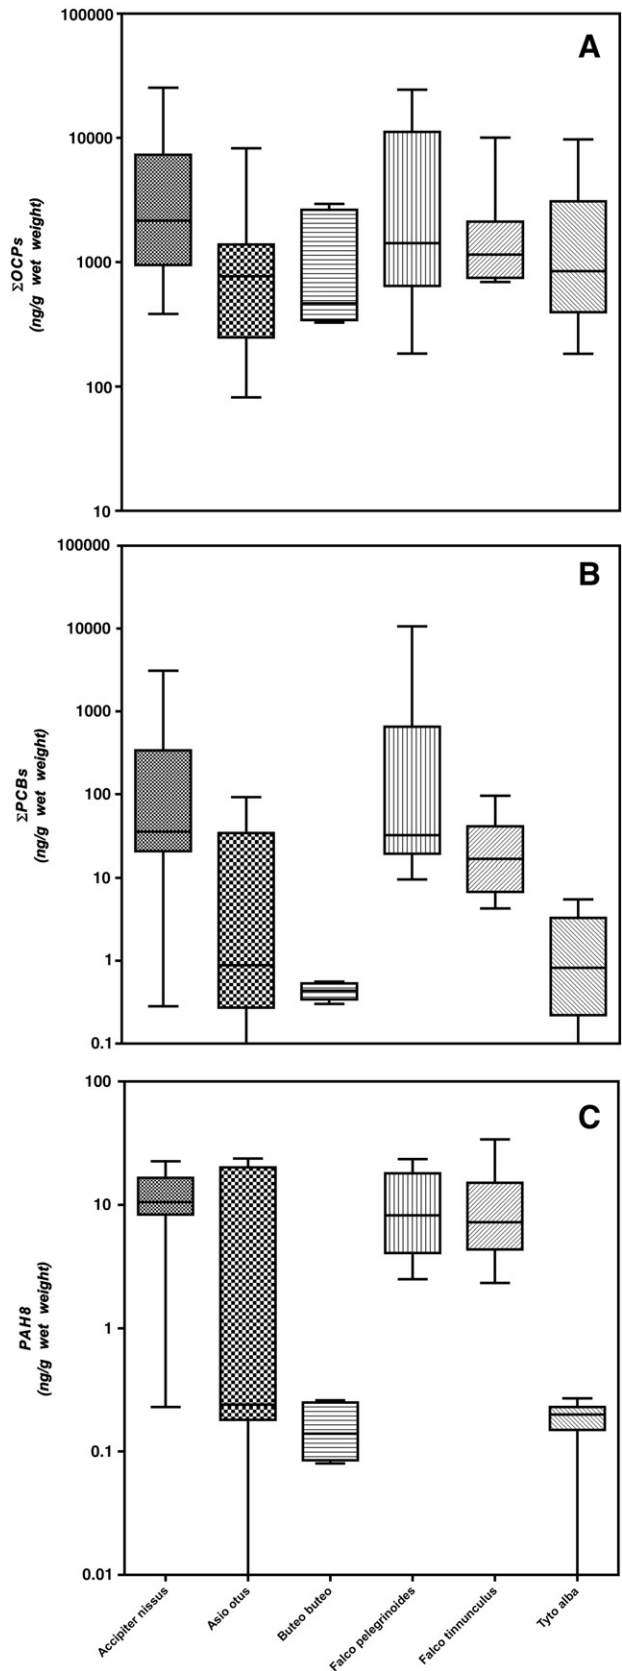 100000
A
10000
ΣOCPs
(ng/g wet weight)
1000
100
10
100000
B
10000
1000
ΣPCBs
(ng/g wet weight)
100
10
1
0.1
100
C
10
PAH8
(ng/g wet weight)
1
0.1
0.01
Accipiter nissus
Asio otus
Buteo buteo
Falco pelegrinoides
Falco tinnunculus
Tyto alba